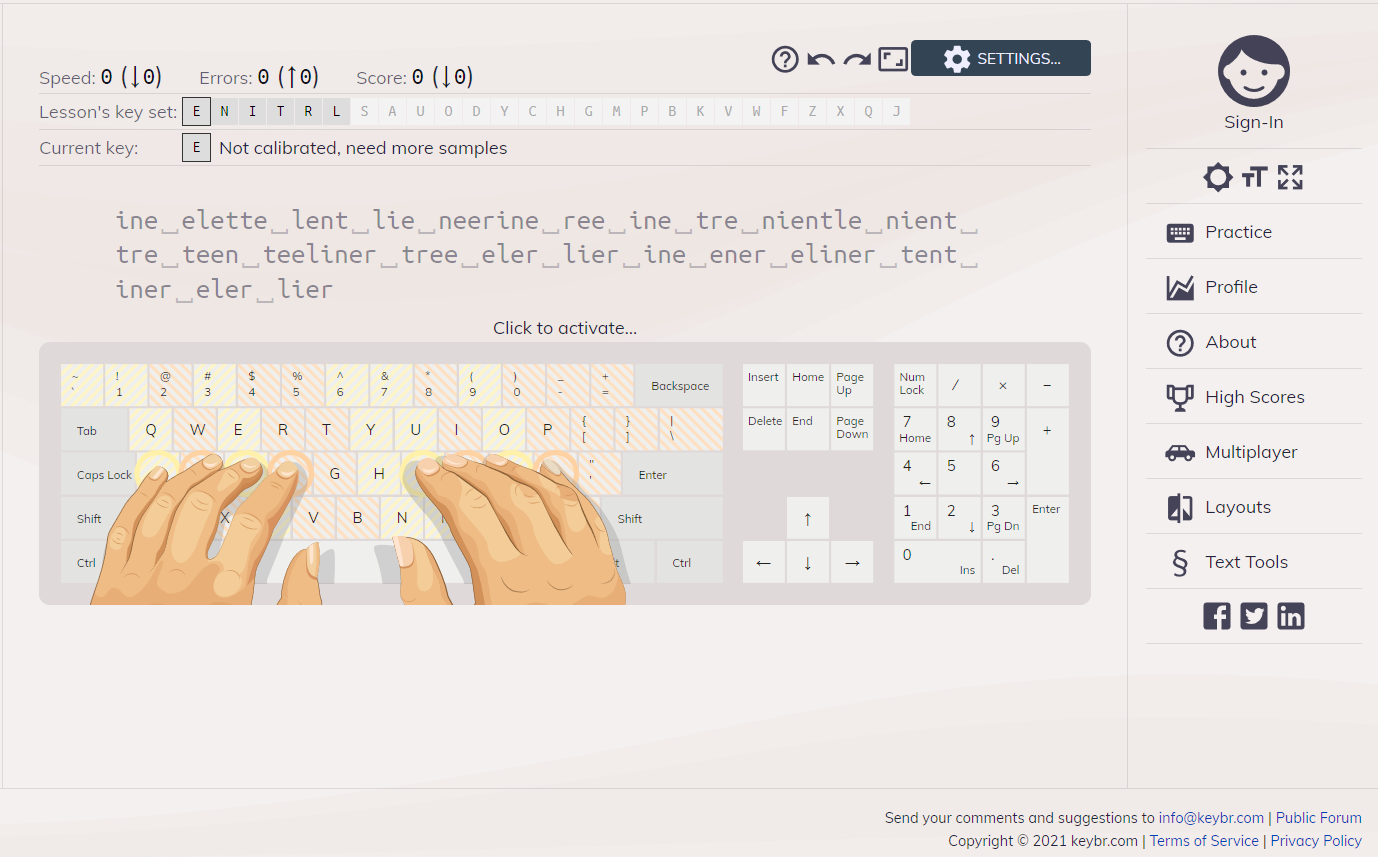 Speed: 0 (↓0) Errors: 0 (↑0) Score: 0 (↓0)
SETTINGS...
Lesson's key set: E N I T R L S A U O D Y C H G M P B K V W F Z X Q J
Current key: E Not calibrated, need more samples
ine␣elette␣lent␣lie␣neerine␣ree␣ine␣tre␣nientle␣nient␣
tre␣teen␣teeliner␣tree␣eler␣lier␣ine␣ener␣eliner␣tent␣
iner␣eler␣lier
Click to activate...
~ ! @ # $ % ^ & * ( ) _ +
` 1 2 3 4 5 6 7 8 9 0 - = Backspace
Tab Q W E R T Y U I O P { } |
[ ] \
Caps Lock G H " ' Enter
Shift X V B N Shift
Ctrl Ctrl
Insert Home Page Up
Delete End Page Down
↑
← ↓ →
Num Lock / × −
7 Home 8 ↑ 9 Pg Up +
4 ← 5 6 →
1 End 2 ↓ 3 Pg Dn Enter
0 Ins . Del
Sign-In
Practice
Profile
About
High Scores
Multiplayer
Layouts
§ Text Tools
Send your comments and suggestions to info@keybr.com | Public Forum
Copyright © 2021 keybr.com | Terms of Service | Privacy Policy